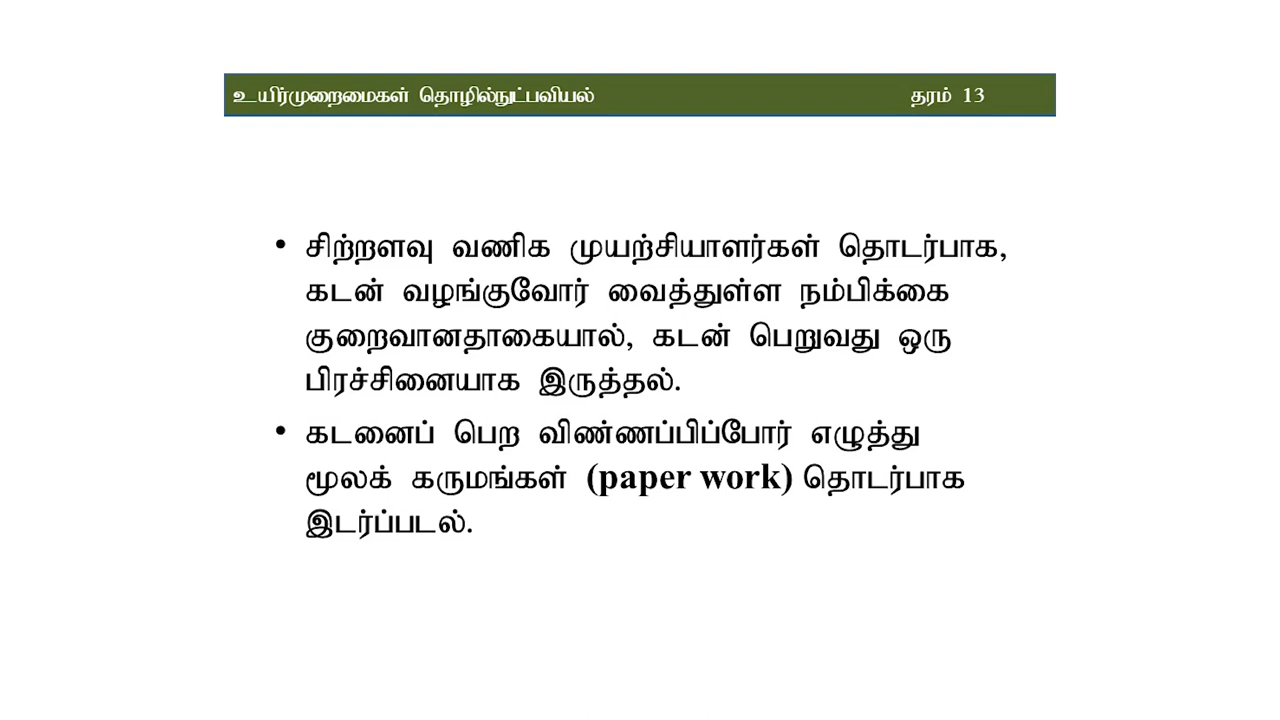 உயிர்முறைமைகள் தொழில்நுட்பவியல் தரம் 13
• சிற்றளவு வணிக முயற்சியாளர்கள் தொடர்பாக,
கடன் வழங்குவோர் வைத்துள்ள நம்பிக்கை
குறைவானதாகையால், கடன் பெறுவது ஒரு
பிரச்சினையாக இருத்தல்.
• கடனைப் பெற விண்ணப்பிப்போர் எழுத்து
மூலக் கருமங்கள் (paper work) தொடர்பாக
இடர்ப்படல்.